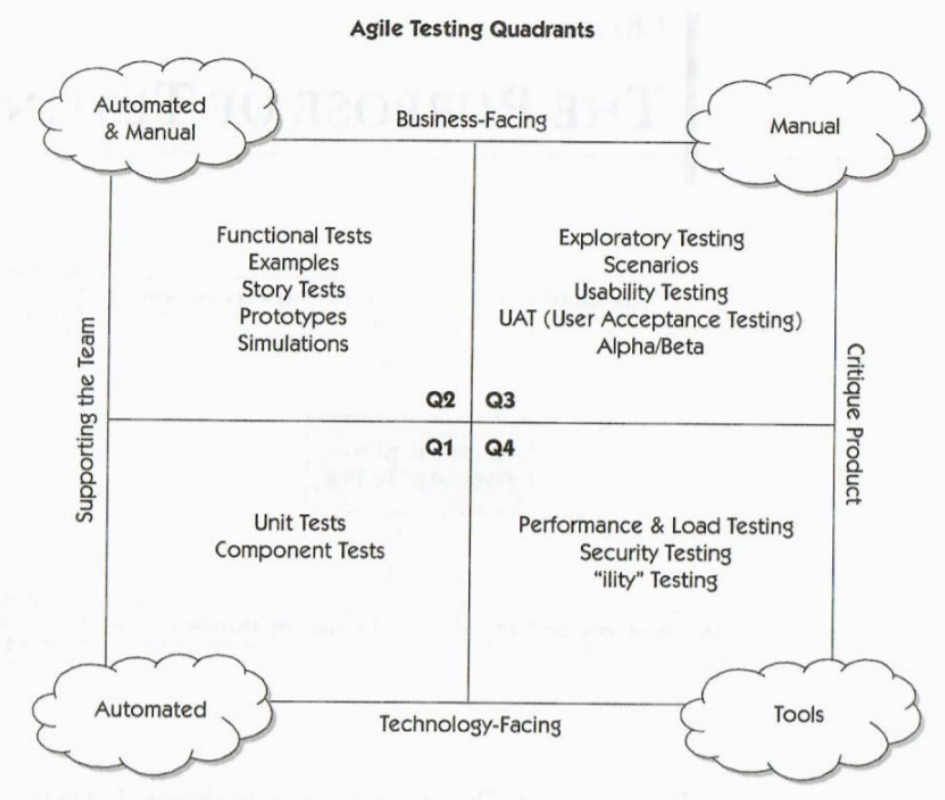 Agile Testing Quadrants
Automated
& Manual
Business-Facing
Manual
Functional Tests
Examples
Story Tests
Prototypes
Simulations
Exploratory Testing
Scenarios
Usability Testing
UAT (User Acceptance Testing)
Alpha/Beta
Supporting the Team
Critique Product
Q2
Q3
Q1
Q4
Unit Tests
Component Tests
Performance & Load Testing
Security Testing
"ility" Testing
Automated
Technology-Facing
Tools